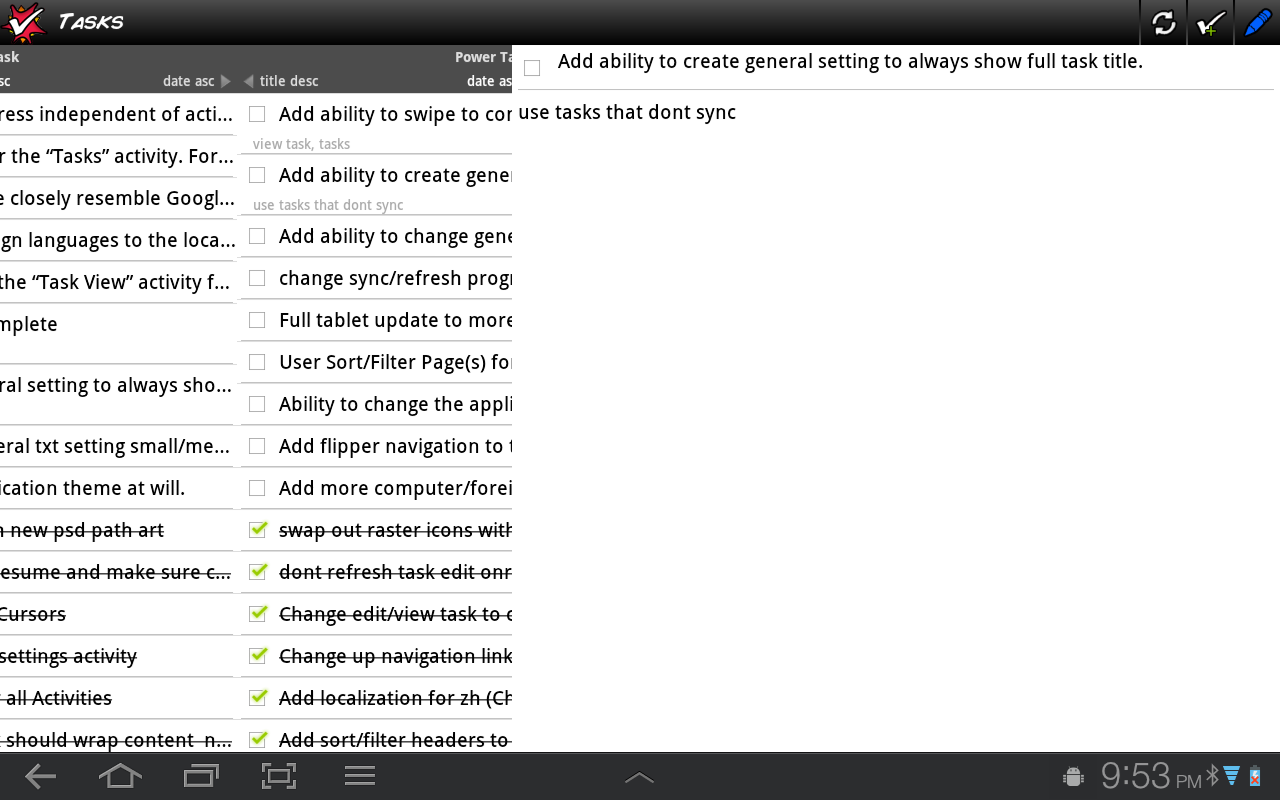 TASKS
ask
sc
date asc
ress independent of acti...
r the “Tasks” activity. For...
e closely resemble Googl...
gn languages to the loca...
the “Task View” activity f...
mplete
ral setting to always sho...
eral txt setting small/me...
ication theme at will.
n new psd path art
esume and make sure c...
Cursors
settings activity
all Activities
t should wrap content n...
Power Ta
title desc
date as
Add ability to swipe to cor
view task, tasks
Add ability to create gener
use tasks that dont sync
Add ability to change gene
change sync/refresh progr
Full tablet update to more
User Sort/Filter Page(s) for
Ability to change the appli
Add flipper navigation to t
Add more computer/forei
swap out raster icons with
dont refresh task edit onr
Change edit/view task to c
Change up navigation link
Add localization for zh (Ch
Add sort/filter headers to
Add ability to create general setting to always show full task title.
use tasks that dont sync
9:53 PM